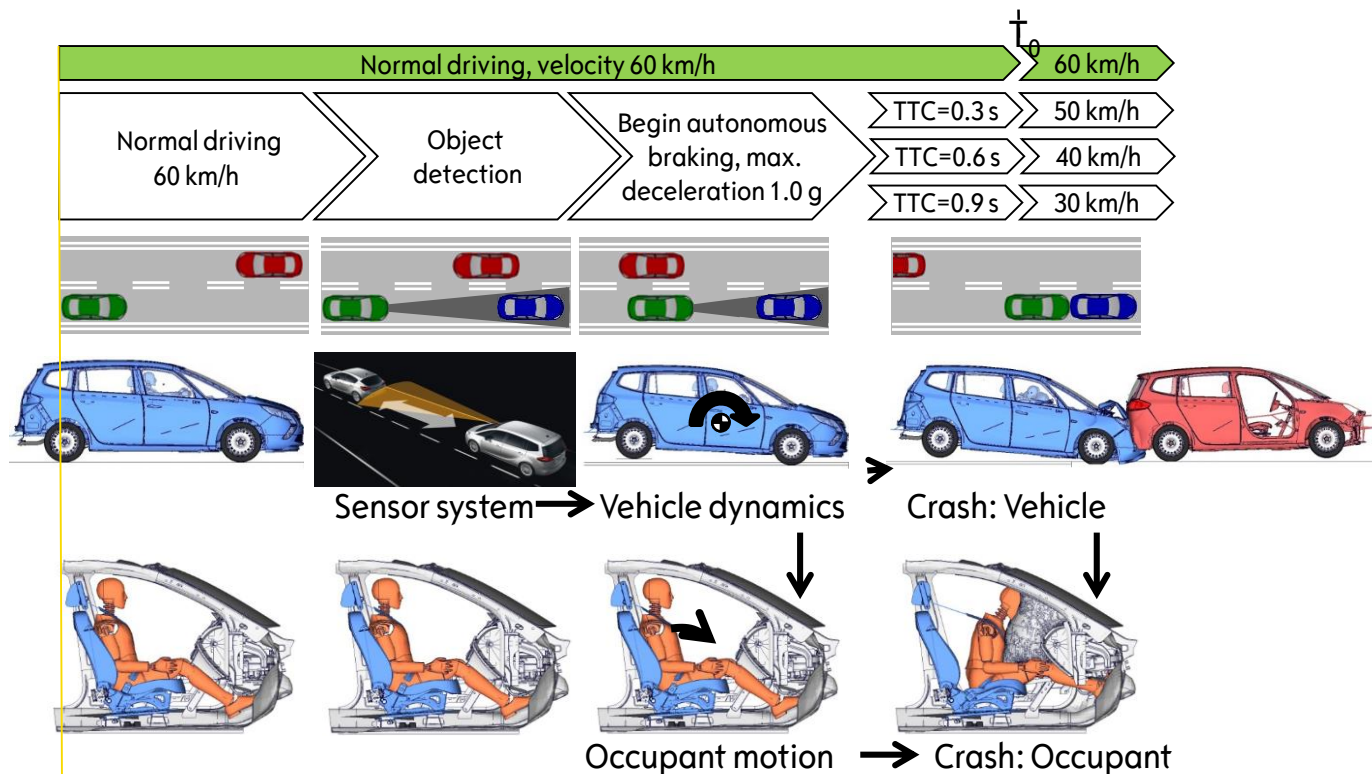 T₀
Normal driving, velocity 60 km/h
60 km/h
Normal driving
60 km/h
Object
detection
Begin autonomous
braking, max.
deceleration 1.0 g
TTC=0.3 s
50 km/h
TTC=0.6 s
40 km/h
TTC=0.9 s
30 km/h
Sensor system
Vehicle dynamics
Crash: Vehicle
Occupant motion
Crash: Occupant